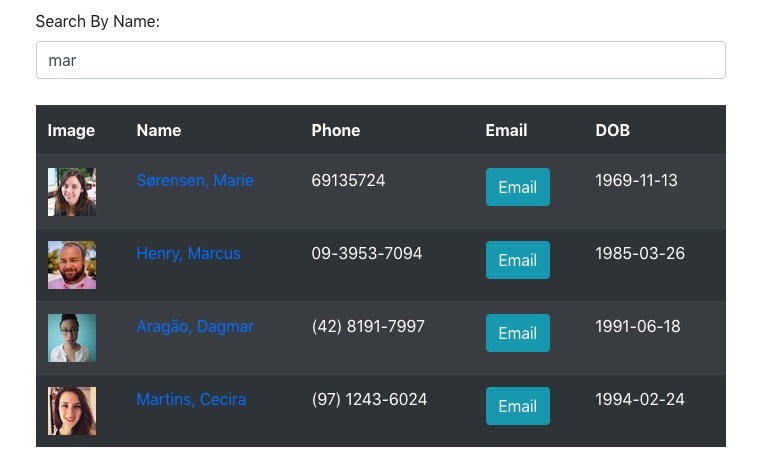 Search By Name:
mar
Image Name Phone Email DOB
Sørensen, Marie 69135724 Email 1969-11-13
Henry, Marcus 09-3953-7094 Email 1985-03-26
Aragão, Dagmar (42) 8191-7997 Email 1991-06-18
Martins, Cecira (97) 1243-6024 Email 1994-02-24